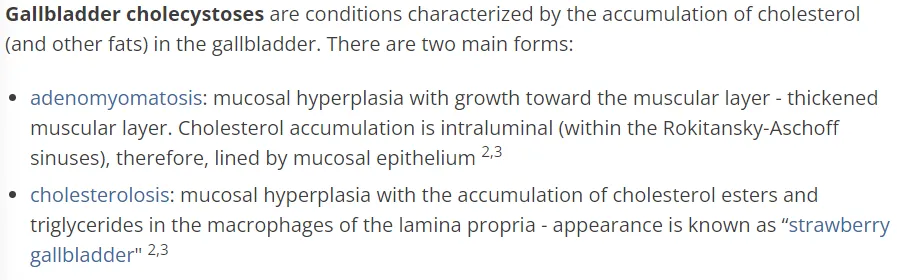 Gallbladder cholecystoses are conditions characterized by the accumulation of cholesterol
(and other fats) in the gallbladder. There are two main forms:
• adenomyomatosis: mucosal hyperplasia with growth toward the muscular layer - thickened
muscular layer. Cholesterol accumulation is intraluminal (within the Rokitansky-Aschoff
sinuses), therefore, lined by mucosal epithelium 2,3
• cholesterolosis: mucosal hyperplasia with the accumulation of cholesterol esters and
triglycerides in the macrophages of the lamina propria - appearance is known as “strawberry
gallbladder" 2,3